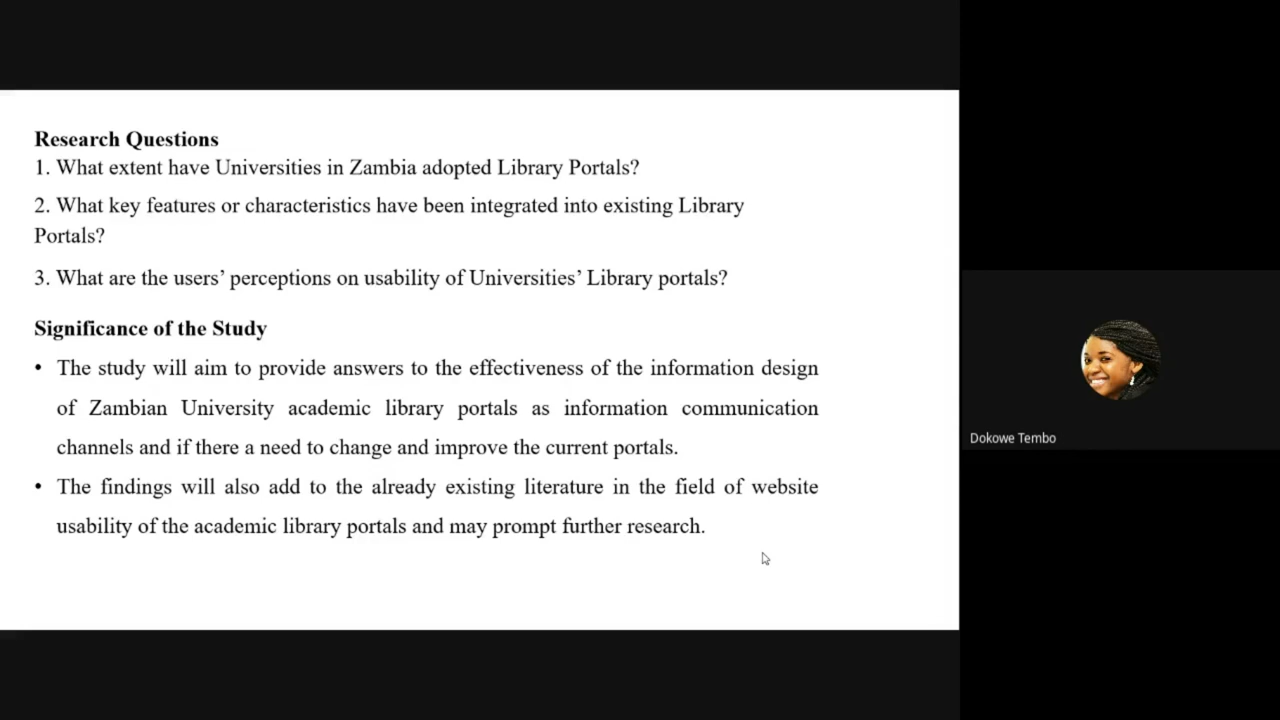 Research Questions
1. What extent have Universities in Zambia adopted Library Portals?
2. What key features or characteristics have been integrated into existing Library
Portals?
3. What are the users’ perceptions on usability of Universities’ Library portals?
Significance of the Study
• The study will aim to provide answers to the effectiveness of the information design
of Zambian University academic library portals as information communication
channels and if there a need to change and improve the current portals.
• The findings will also add to the already existing literature in the field of website
usability of the academic library portals and may prompt further research.
Dokowe Tembo